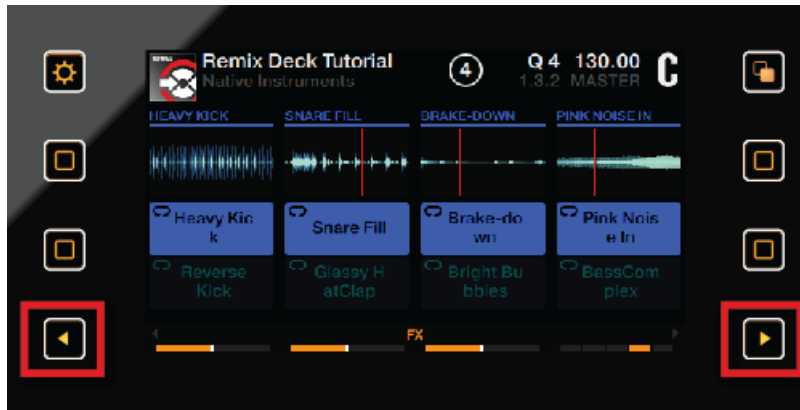 Remix Deck Tutorial
Native Instruments
4
Q 4 130.00
1.3.2 MASTER
C
HEAVY KICK SNARE FILL BRAKE-DOWN PINK NOISE IN
Heavy Kic
k
Snare Fill
Brake-do
wn
Pink Nois
e In
Reverse
Kick
Glassy H
atClap
Bright Bu
bbles
BassCom
plex
FX